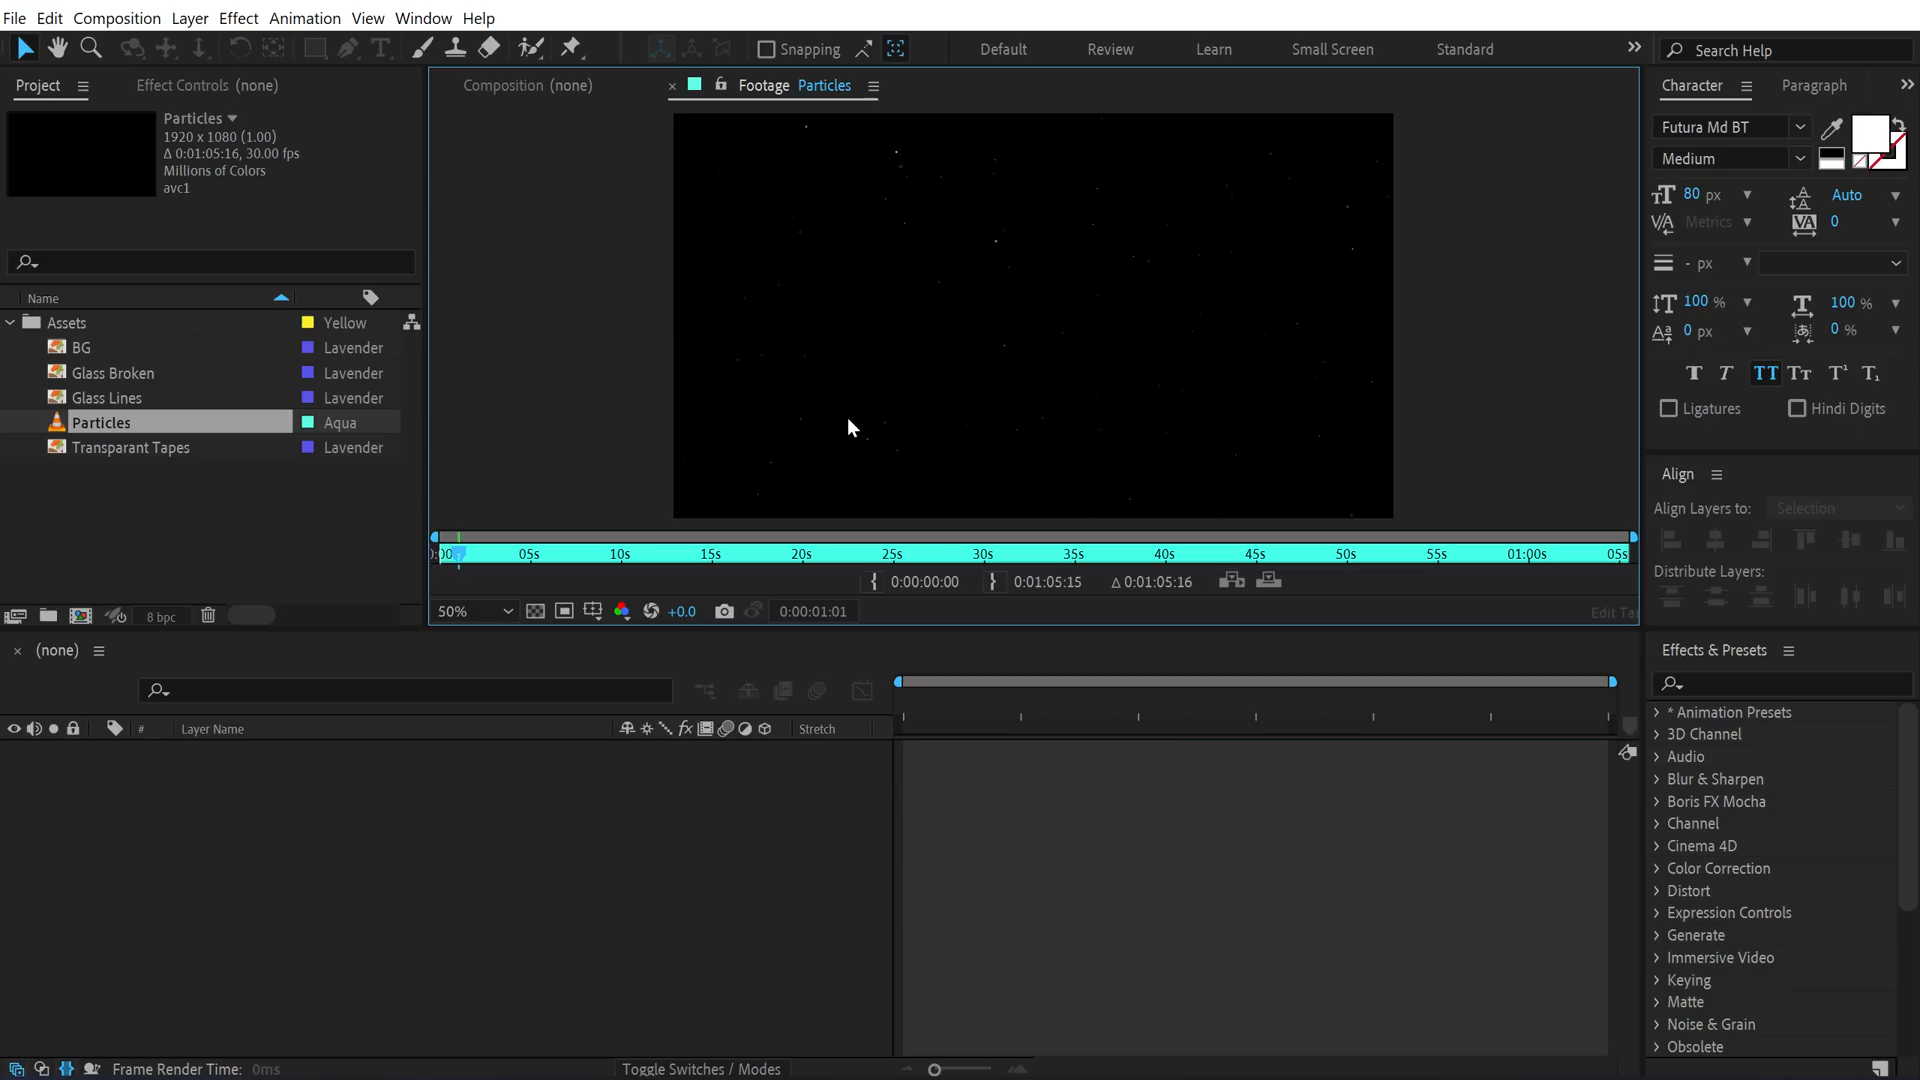 File Edit Composition Layer Effect Animation View Window Help
Snapping
Default Review Learn Small Screen Standard
Search Help
Project Effect Controls (none)
Particles
1920 x 1080 (1.00)
Δ 0:01:05:16, 30.00 fps
Millions of Colors
avc1
Name
Assets Yellow
BG Lavender
Glass Broken Lavender
Glass Lines Lavender
Particles Aqua
Transparant Tapes Lavender
8 bpc
Composition (none) Footage Particles
05s 10s 15s 20s 25s 30s 35s 40s 45s 50s 55s 01:00s 05s
0:00:00:00 0:01:05:15 Δ 0:01:05:16
50% +0.0 0:00:01:01
Character Paragraph
Futura Md BT
Medium
80 px Auto
Metrics 0
- px
100 % 100 %
0 px 0 %
Ligatures Hindi Digits
Align
Align Layers to: Selection
Distribute Layers:
(none)
# Layer Name Stretch
Effects & Presets
* Animation Presets
3D Channel
Audio
Blur & Sharpen
Boris FX Mocha
Channel
Cinema 4D
Color Correction
Distort
Expression Controls
Generate
Immersive Video
Keying
Matte
Noise & Grain
Obsolete
Frame Render Time: 0ms
Toggle Switches / Modes